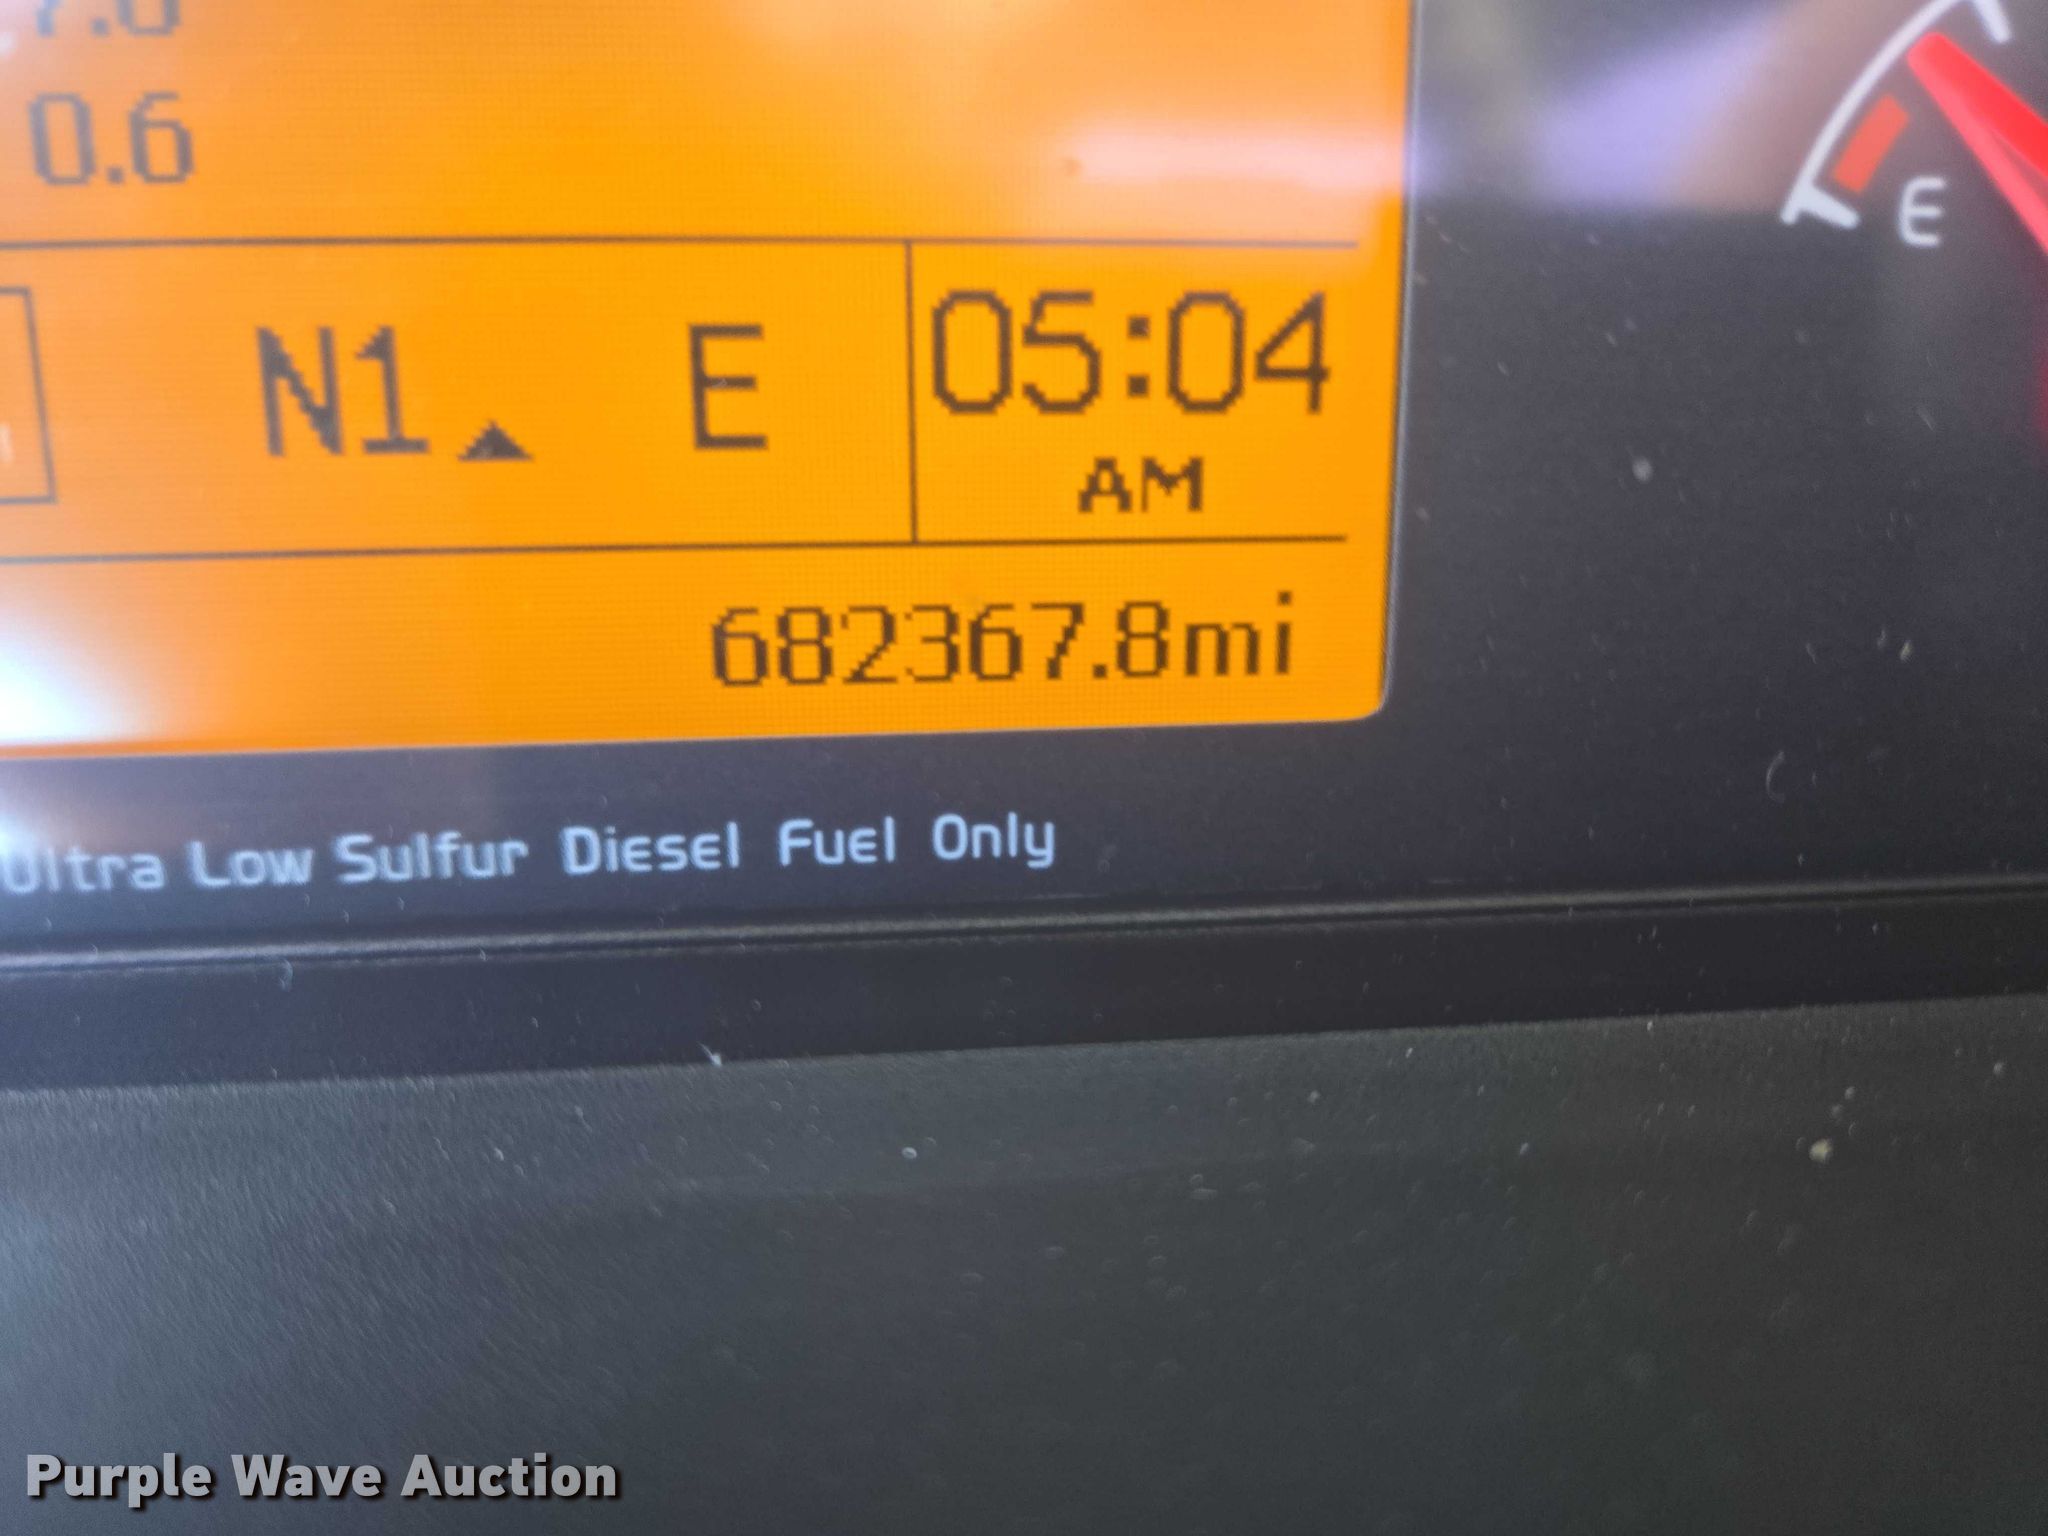 0.6
E
N1 E 05:04
AM
682367.8mi
Ultra Low Sulfur Diesel Fuel Only
Purple Wave Auction